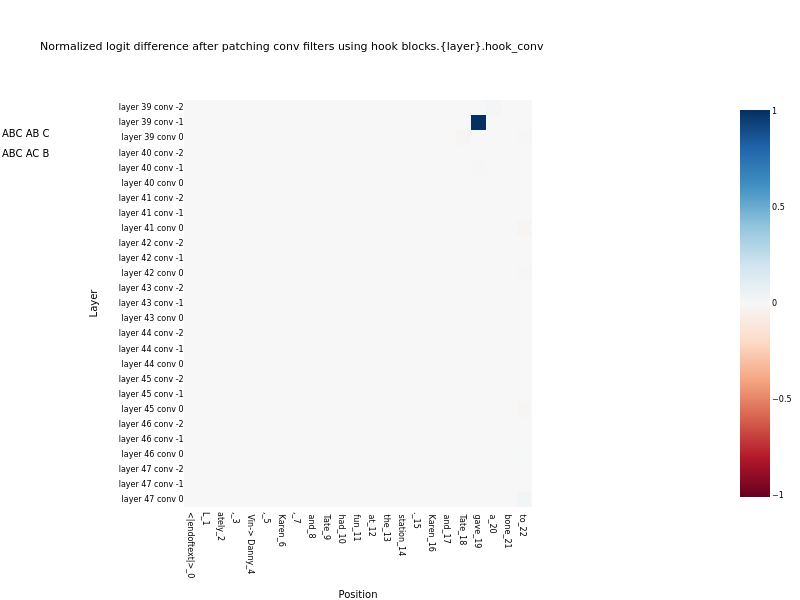 Normalized logit difference after patching conv filters using hook blocks.{layer}.hook_conv
ABC AB C
ABC AC B
Layer
layer 39 conv -2
layer 39 conv -1
layer 39 conv 0
layer 40 conv -2
layer 40 conv -1
layer 40 conv 0
layer 41 conv -2
layer 41 conv -1
layer 41 conv 0
layer 42 conv -2
layer 42 conv -1
layer 42 conv 0
layer 43 conv -2
layer 43 conv -1
layer 43 conv 0
layer 44 conv -2
layer 44 conv -1
layer 44 conv 0
layer 45 conv -2
layer 45 conv -1
layer 45 conv 0
layer 46 conv -2
layer 46 conv -1
layer 46 conv 0
layer 47 conv -2
layer 47 conv -1
layer 47 conv 0
<|endoftext|>_0
L_1
ately_2
,_3
Vin-> Danny_4
,_5
Karen_6
,_7
and_8
Tate_9
had_10
fun_11
at_12
the_13
station_14
._15
Karen_16
and_17
Tate_18
gave_19
a_20
bone_21
to_22
Position
1
0.5
0
−0.5
−1